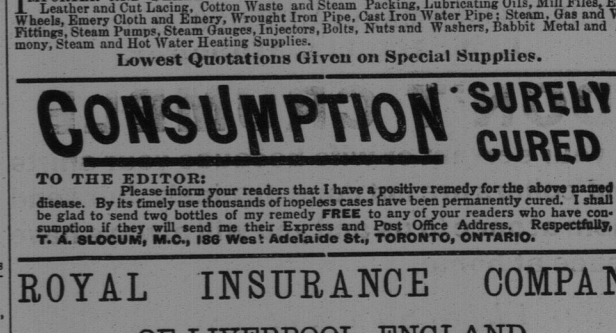 Leather and Cut Lacing, Cotton Waste and Steam Packing, Lubricating Oils, Mill Files,
Wheels, Emery Cloth and Emery, Wrought Iron Pipe, Cast Iron Water Pipe; Steam, Gas and
Fittings, Steam Pumps, Steam Gauges, Injectors, Bolts, Nuts and Washers, Babbit Metal and
mony, Steam and Hot Water Heating Supplies.
Lowest Quotations Given on Special Supplies.
CONSUMPTION SURELY
CURED
TO THE EDITOR:
Please inform your readers that I have a positive remedy for the above named
disease. By its timely use thousands of hopeless cases have been permanently cured. I shall
be glad to send two bottles of my remedy FREE to any of your readers who have con-
sumption if they will send me their Express and Post Office Address. Respectfully,
T. A. SLOCUM, M.C., 186 West Adelaide St., TORONTO, ONTARIO.
ROYAL INSURANCE COMPAN
OF LIVERPOOL, ENGLAND